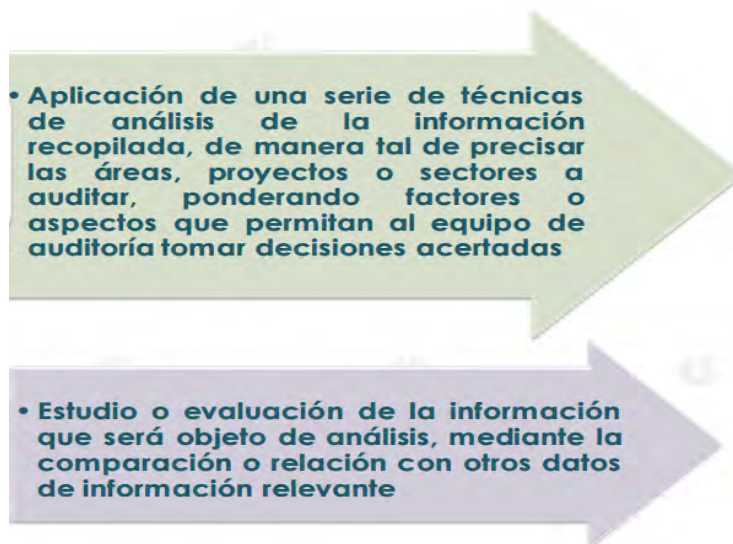 • Aplicación de una serie de técnicas
de análisis de la información
recopilada, de manera tal de precisar
las áreas, proyectos o sectores a
auditar, ponderando factores o
aspectos que permitan al equipo de
auditoría tomar decisiones acertadas
• Estudio o evaluación de la información
que será objeto de análisis, mediante la
comparación o relación con otros datos
de información relevante